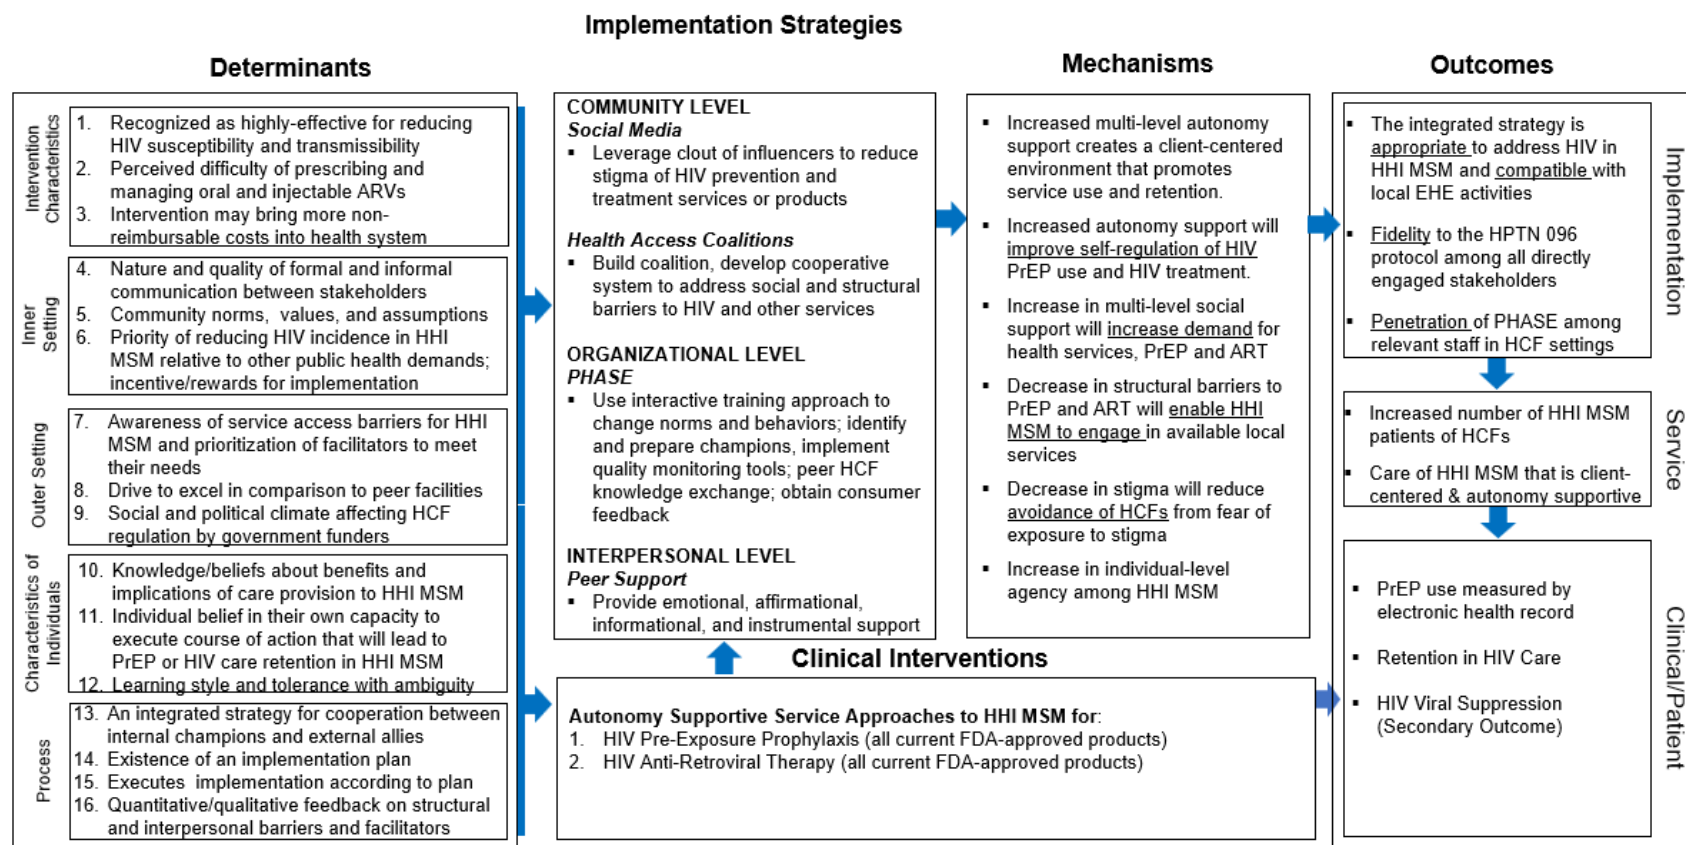 Implementation Strategies
Determinants
Mechanisms
Outcomes
Intervention
Characteristics
1. Recognized as highly-effective for reducing
HIV susceptibility and transmissibility
2. Perceived difficulty of prescribing and
managing oral and injectable ARVs
3. Intervention may bring more non-
reimbursable costs into health system
Inner
Setting
4. Nature and quality of formal and informal
communication between stakeholders
5. Community norms, values, and assumptions
6. Priority of reducing HIV incidence in HHI
MSM relative to other public health demands;
incentive/rewards for implementation
Outer Setting
7. Awareness of service access barriers for HHI
MSM and prioritization of facilitators to meet
their needs
8. Drive to excel in comparison to peer facilities
9. Social and political climate affecting HCF
regulation by government funders
Characteristics of
Individuals
10. Knowledge/beliefs about benefits and
implications of care provision to HHI MSM
11. Individual belief in their own capacity to
execute course of action that will lead to
PrEP or HIV care retention in HHI MSM
12. Learning style and tolerance with ambiguity
Process
13. An integrated strategy for cooperation between
internal champions and external allies
14. Existence of an implementation plan
15. Executes implementation according to plan
16. Quantitative/qualitative feedback on structural
and interpersonal barriers and facilitators
COMMUNITY LEVEL
Social Media
▪ Leverage clout of influencers to reduce
stigma of HIV prevention and
treatment services or products
Health Access Coalitions
▪ Build coalition, develop cooperative
system to address social and structural
barriers to HIV and other services
ORGANIZATIONAL LEVEL
PHASE
▪ Use interactive training approach to
change norms and behaviors; identify
and prepare champions, implement
quality monitoring tools; peer HCF
knowledge exchange; obtain consumer
feedback
INTERPERSONAL LEVEL
Peer Support
▪ Provide emotional, affirmational,
informational, and instrumental support
▪ Increased multi-level autonomy
support creates a client-centered
environment that promotes
service use and retention.
▪ Increased autonomy support will
improve self-regulation of HIV
PrEP use and HIV treatment.
▪ Increase in multi-level social
support will increase demand for
health services, PrEP and ART
▪ Decrease in structural barriers to
PrEP and ART will enable HHI
MSM to engage in available local
services
▪ Decrease in stigma will reduce
avoidance of HCFs from fear of
exposure to stigma
▪ Increase in individual-level
agency among HHI MSM
Clinical Interventions
Autonomy Supportive Service Approaches to HHI MSM for:
1. HIV Pre-Exposure Prophylaxis (all current FDA-approved products)
2. HIV Anti-Retroviral Therapy (all current FDA-approved products)
▪ The integrated strategy is
appropriate to address HIV in
HHI MSM and compatible with
local EHE activities
▪ Fidelity to the HPTN 096
protocol among all directly
engaged stakeholders
▪ Penetration of PHASE among
relevant staff in HCF settings
Implementation
▪ Increased number of HHI MSM
patients of HCFs
▪ Care of HHI MSM that is client-
centered & autonomy supportive
Service
▪ PrEP use measured by
electronic health record
▪ Retention in HIV Care
▪ HIV Viral Suppression
(Secondary Outcome)
Clinical/Patient